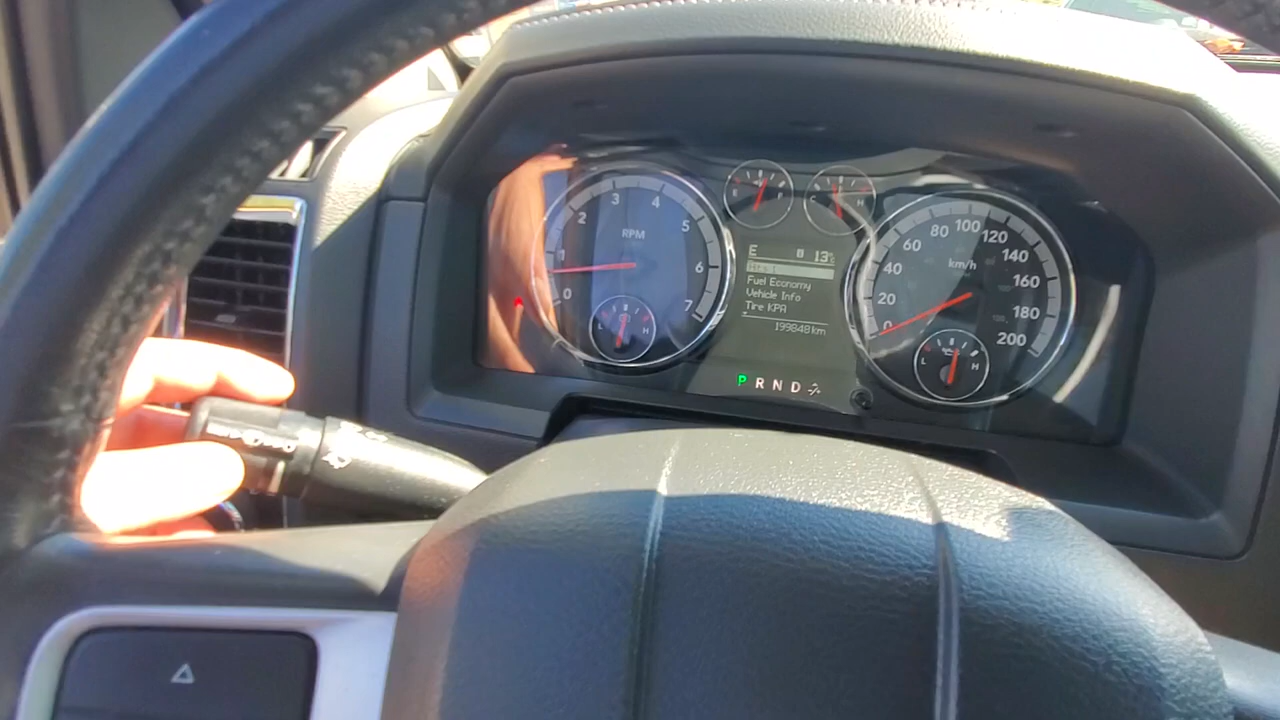 1
2
3
4
5
6
7
0
RPM
L
H
E
F
H
E
13
Fuel Economy
Vehicle Info
Tire KPA
199848 km
P R N D
0
20
40
60
80
100
120
140
160
180
200
km/h
L
H